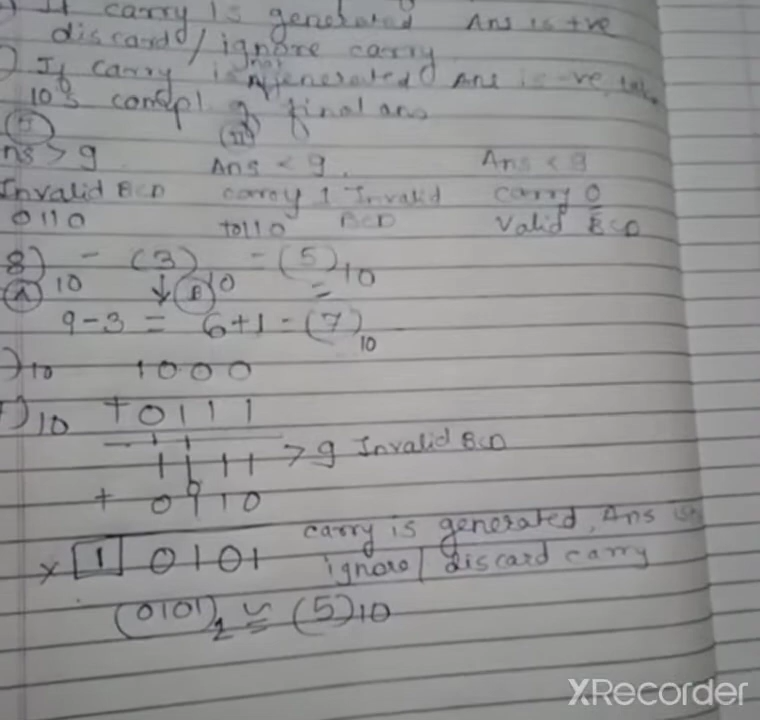 If carry is generated Ans is +ve
discard / ignore carry
If carry is not generated Ans is -ve
10's compl. of final ans
Ans > 9 Ans < 9 . Ans < 9
Invalid BCD carry 1 Invalid carry 0
0110 +0110 BCD Valid BCD
8)10 - (3)10 = (5)10
A B
9-3 = 6+1 = (7)10
)10 1000
)10 +0111
1111 > 9 Invalid BCD
+ 0110
carry is generated, Ans is
x 1 0101 ignore/ discard carry
(0101)2 ≅ (5)10
XRecorder